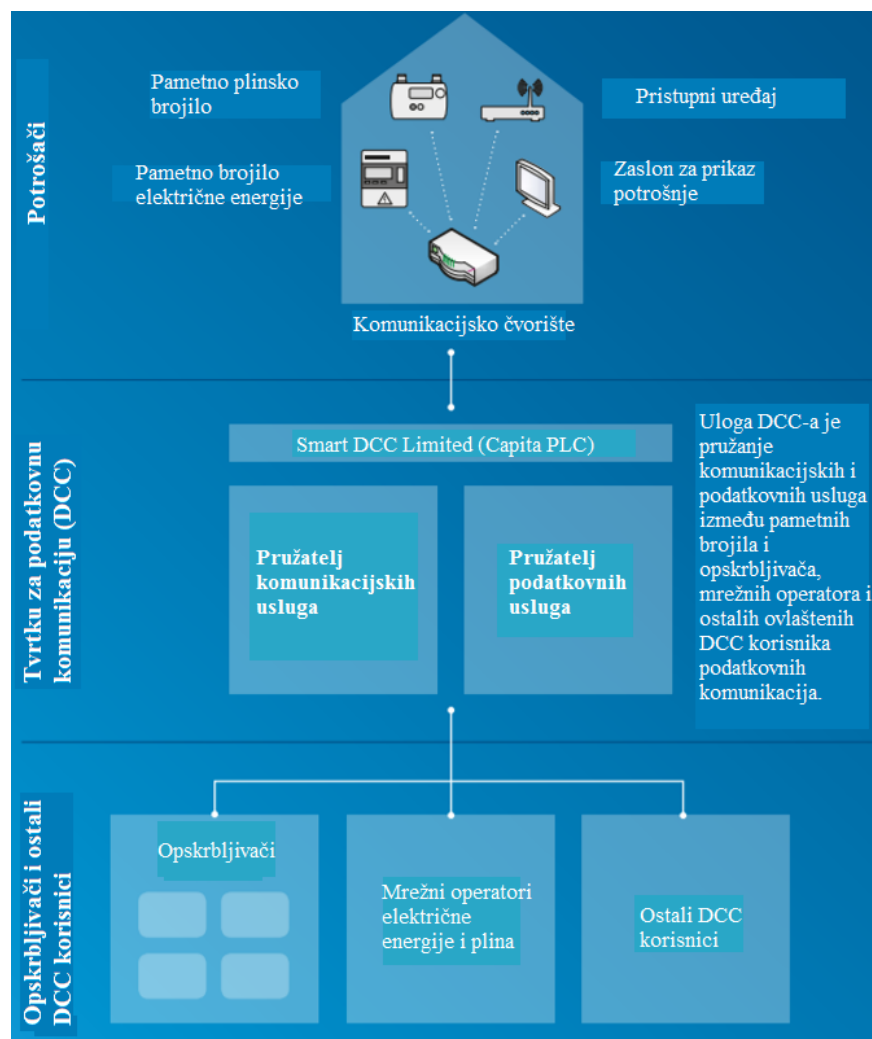 Potrošači
Pametno plinsko
brojilo
Pristupni uređaj
Pametno brojilo
električne energije
Zaslon za prikaz
potrošnje
Komunikacijsko čvorište
Tvrtku za podatkovnu
komunikaciju (DCC)
Smart DCC Limited (Capita PLC)
Pružatelj
komunikacijskih
usluga
Pružatelj
podatkovnih
usluga
Uloga DCC-a je
pružanje
komunikacijskih i
podatkovnih usluga
između pametnih
brojila i
opskrbljivača,
mrežnih operatora i
ostalih ovlaštenih
DCC korisnika
podatkovnih
komunikacija.
Opskrbljivači i ostali
DCC korisnici
Opskrbljivači
Mrežni operatori
električne
energije i plina
Ostali DCC
korisnici